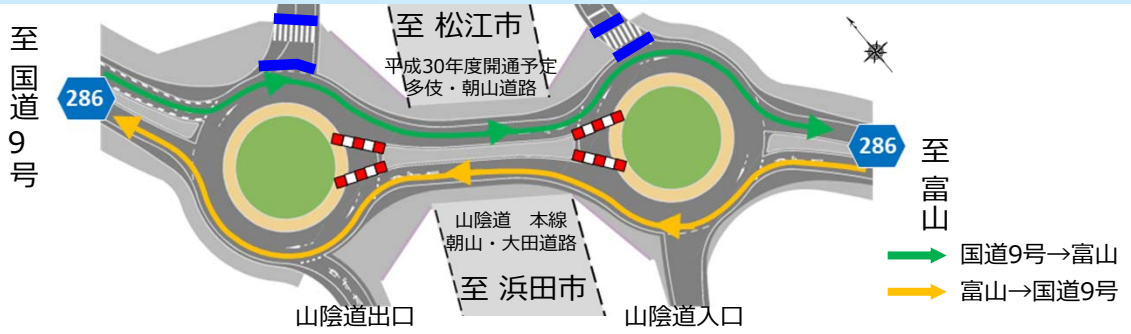 至 国道9号
286
至 松江市
平成30年度開通予定
多伎・朝山道路
286
至 富山
山陰道　本線
朝山・大田道路
至 浜田市
山陰道出口
山陰道入口
国道9号→富山
富山→国道9号